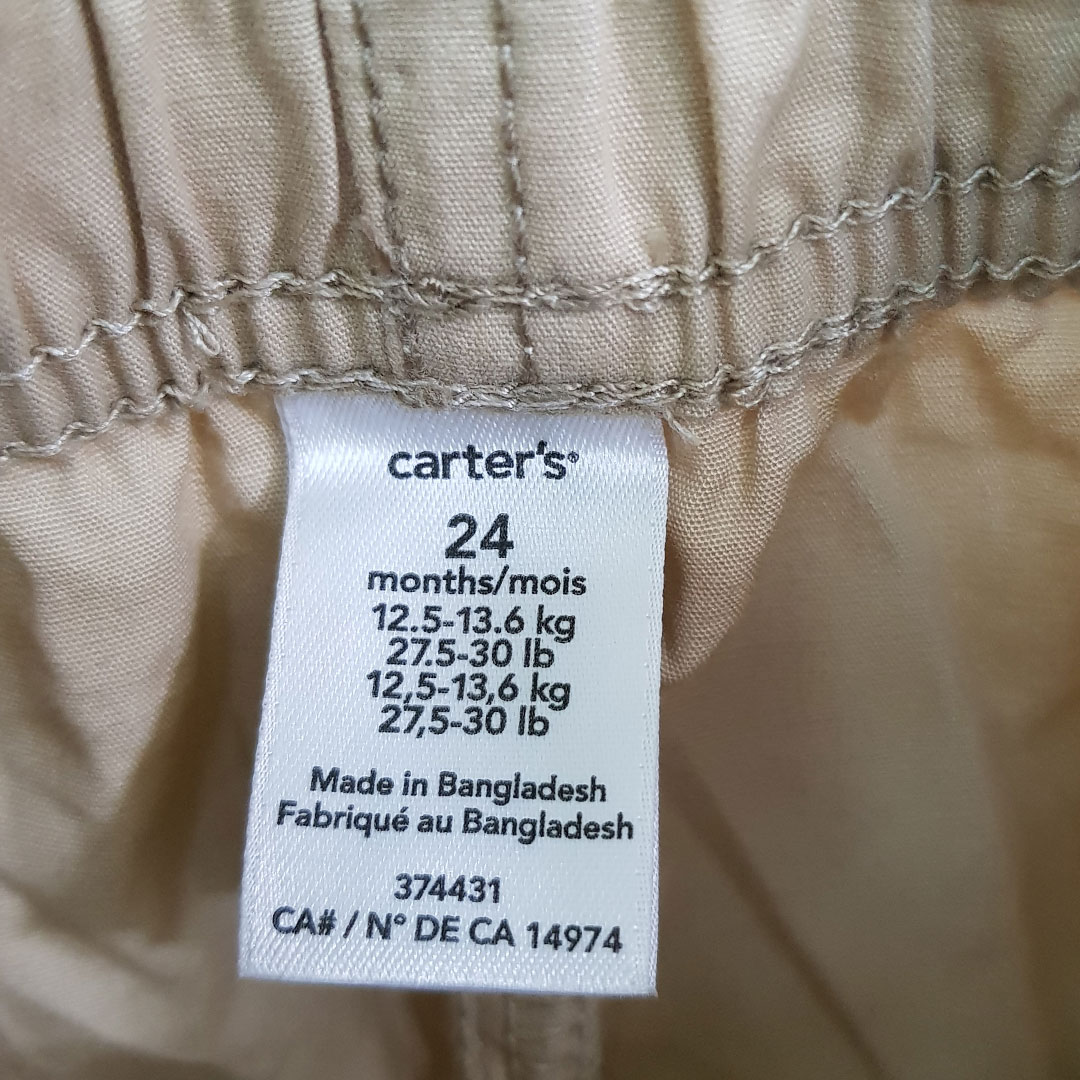 carter's
24
months/mois
12.5-13.6 kg
27.5-30 lb
12,5-13,6 kg
27,5-30 lb
Made in Bangladesh
Fabriqué au Bangladesh
374431
CA# / N° DE CA 14974